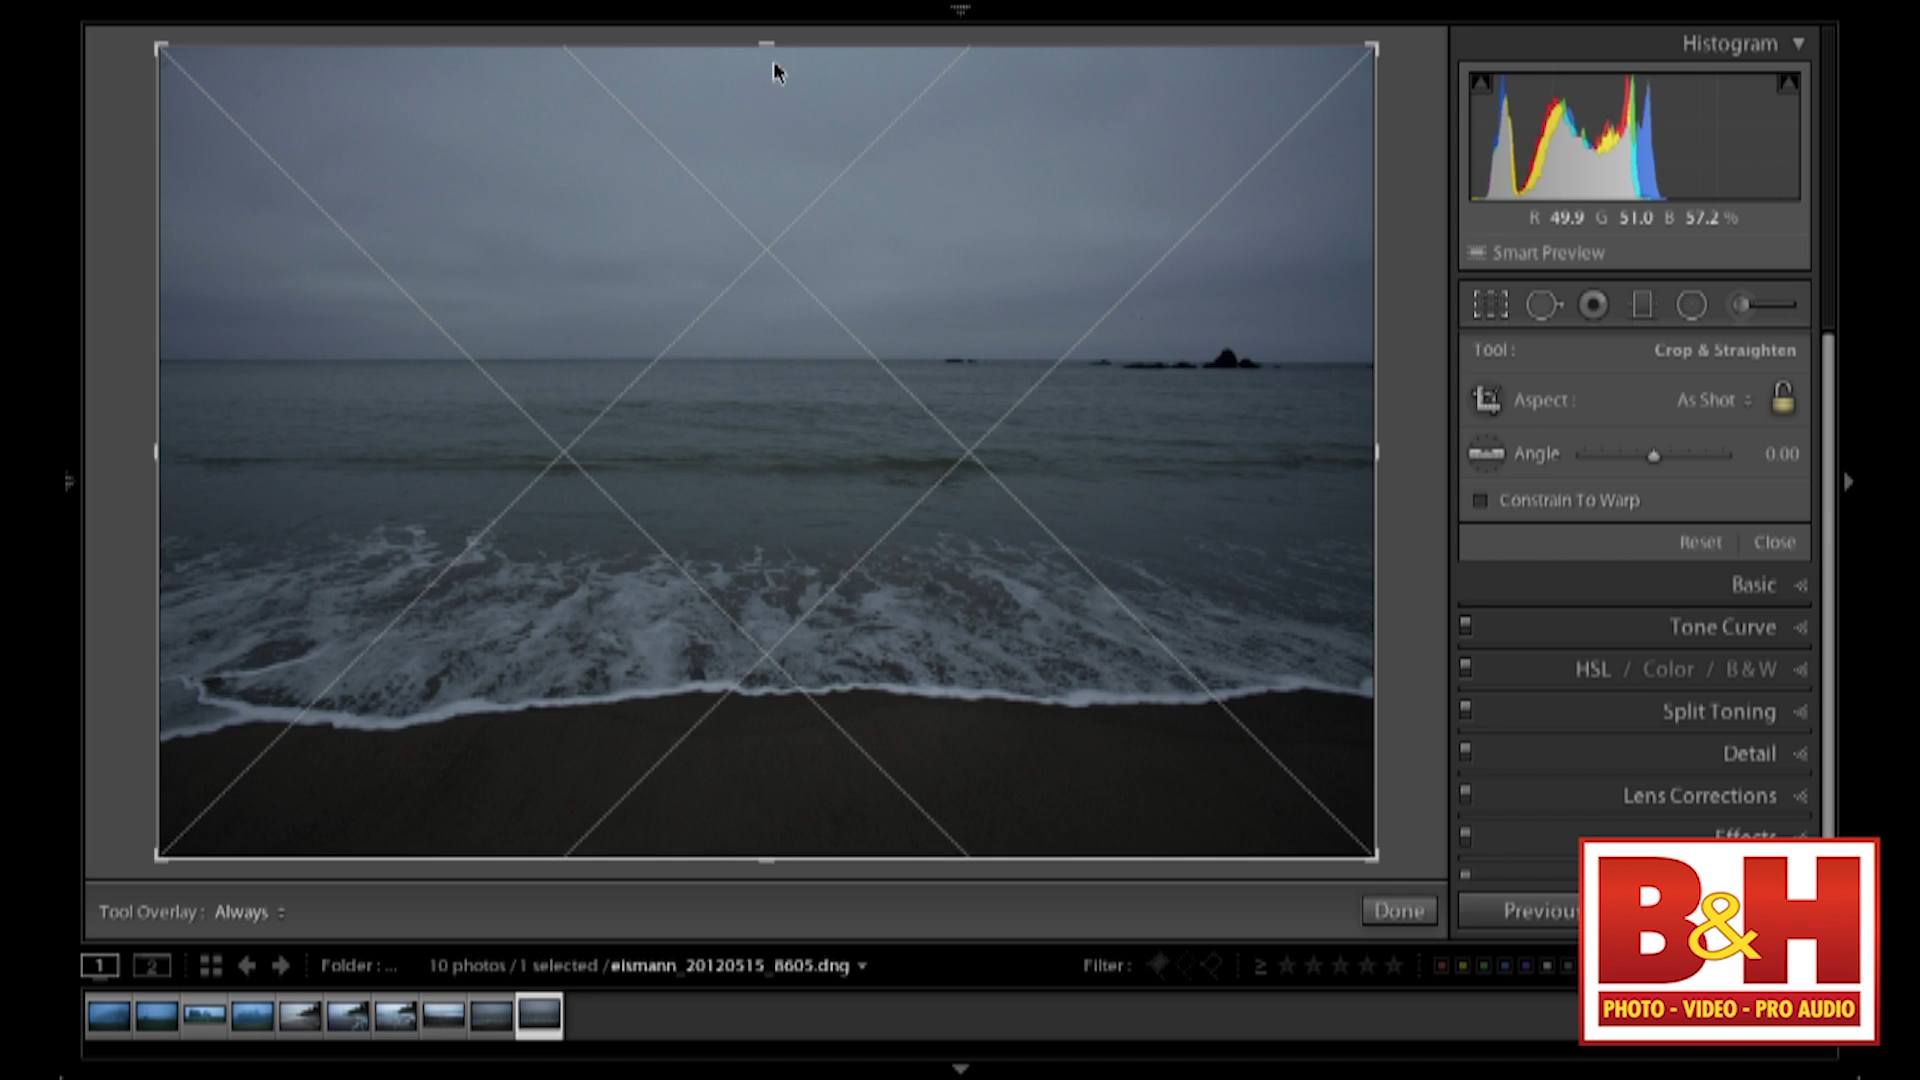 Histogram
R 49.9 G 51.0 B 57.2 %
Smart Preview
Tool : Crop & Straighten
Aspect : As Shot
Angle 0.00
Constrain To Warp
Reset | Close
Basic
Tone Curve
HSL / Color / B & W
Split Toning
Detail
Lens Corrections
Effects
Tool Overlay : Always
Done
Previou
1 2 Folder : ... 10 photos / 1 selected / eismann_20120515_8605.dng Filter : ≥
B&H
PHOTO - VIDEO - PRO AUDIO